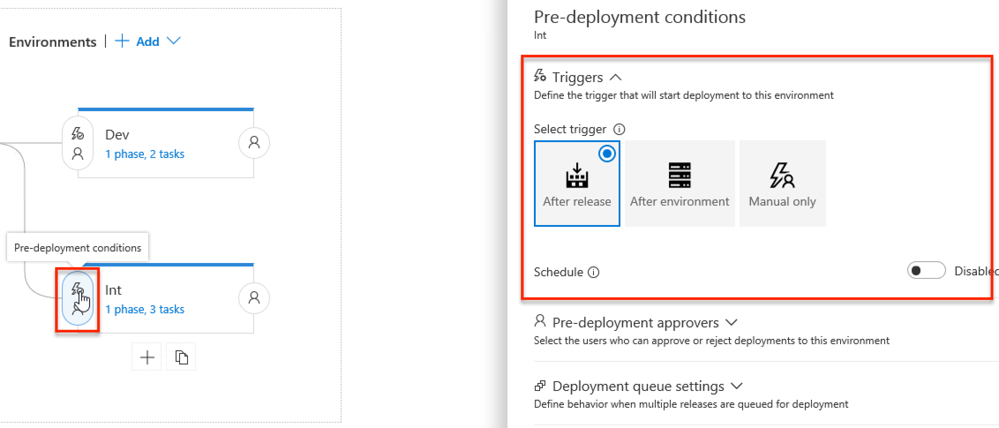 Environments | + Add
Dev
1 phase, 2 tasks
Pre-deployment conditions
Int
1 phase, 3 tasks
Pre-deployment conditions
Int
Triggers
Define the trigger that will start deployment to this environment
Select trigger
After release
After environment
Manual only
Schedule
Disabled
Pre-deployment approvers
Select the users who can approve or reject deployments to this environment
Deployment queue settings
Define behavior when multiple releases are queued for deployment